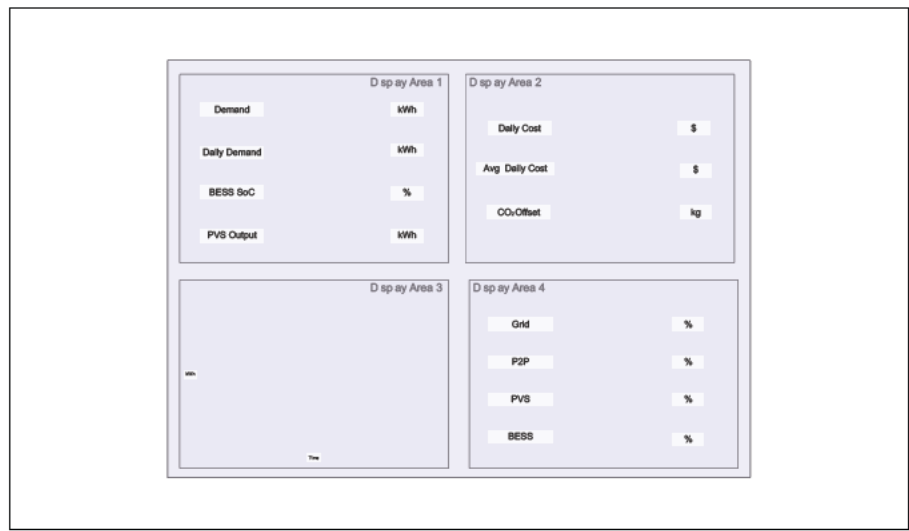 D sp ay Area 1
Demand kWh
Daily Demand kWh
BESS SoC %
PVS Output kWh
D sp ay Area 2
Daily Cost $
Avg Daily Cost $
CO₂Offset kg
D sp ay Area 3
kWh
Time
D sp ay Area 4
Grid %
P2P %
PVS %
BESS %